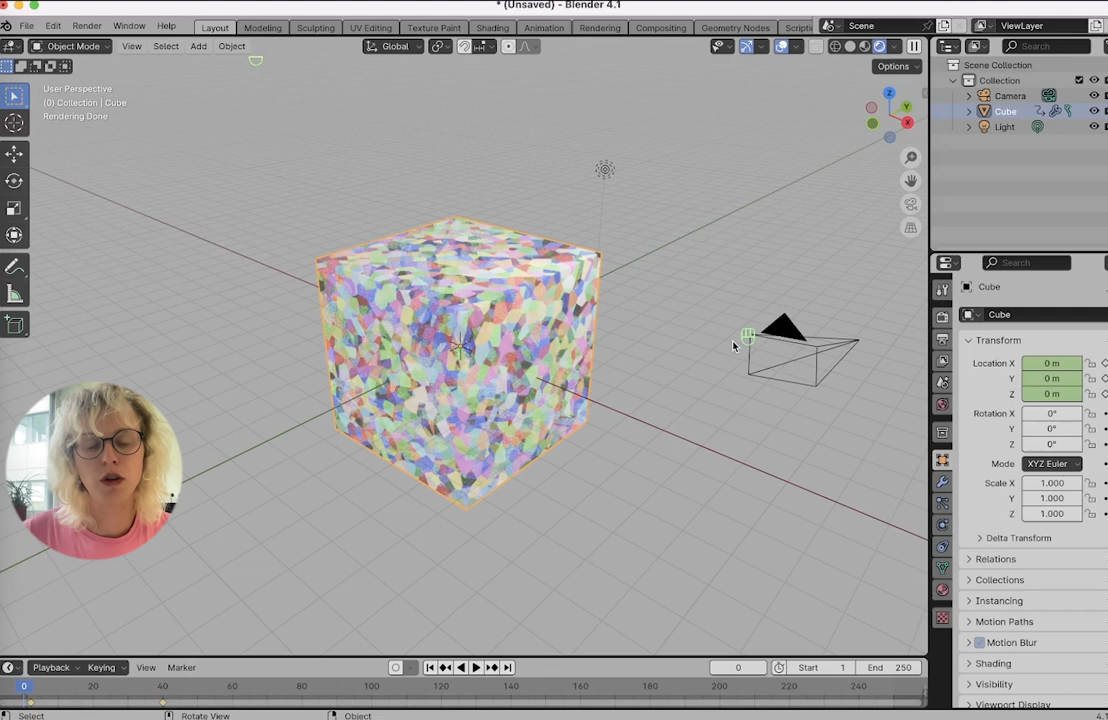 * (Unsaved) - Blender 4.1
File Edit Render Window Help Layout Modeling Sculpting UV Editing Texture Paint Shading Animation Rendering Compositing Geometry Nodes Scripti Scene ViewLayer
Object Mode View Select Add Object Global Search
Options
User Perspective
(0) Collection | Cube
Rendering Done
Z
Y
X
Scene Collection
Collection
Camera
Cube
Light
Search
Cube
Cube
Transform
Location X 0 m
Y 0 m
Z 0 m
Rotation X 0°
Y 0°
Z 0°
Mode XYZ Euler
Scale X 1.000
Y 1.000
Z 1.000
Delta Transform
Relations
Collections
Instancing
Motion Paths
Motion Blur
Shading
Visibility
Viewport Display
Playback Keying View Marker 0 Start 1 End 250
0 20 40 60 80 100 120 140 160 180 200 220 240
Select Rotate View Object 4.